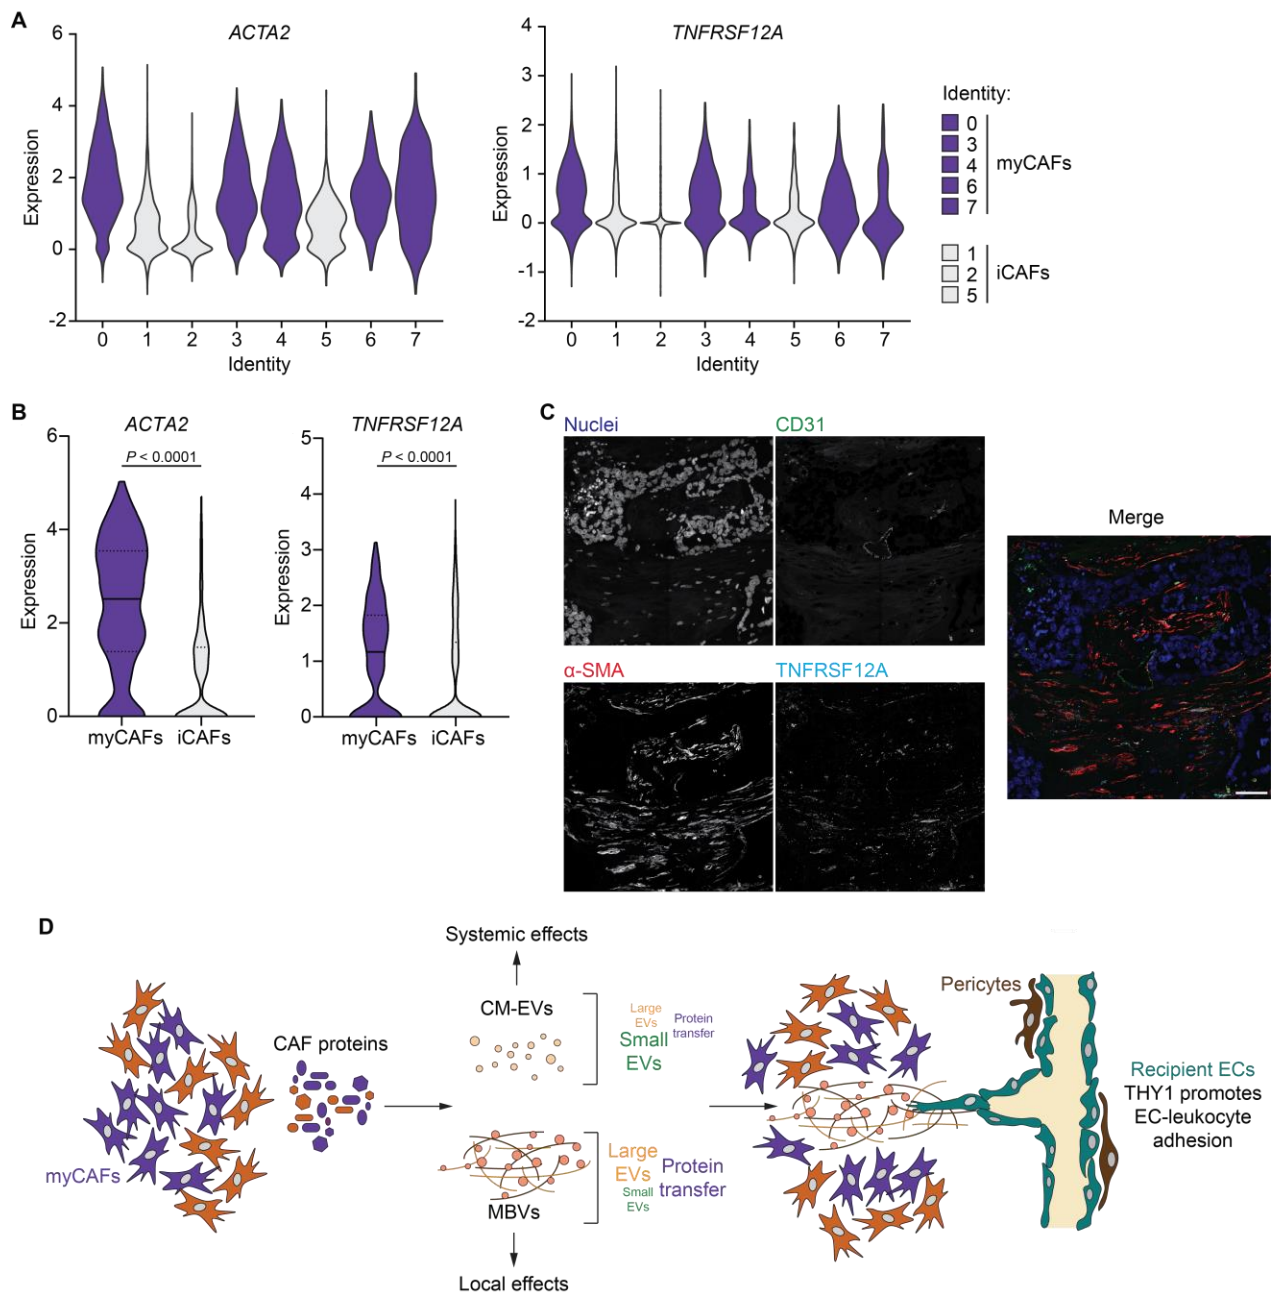 A
ACTA2
Expression
6
4
2
0
-2
0 1 2 3 4 5 6 7
Identity
TNFRSF12A
Expression
4
3
2
1
0
-1
-2
0 1 2 3 4 5 6 7
Identity
Identity:
0
3
4
6
7
myCAFs
1
2
5
iCAFs
B
ACTA2
P < 0.0001
Expression
6
4
2
0
myCAFs iCAFs
TNFRSF12A
P < 0.0001
Expression
5
4
3
2
1
0
myCAFs iCAFs
C
Nuclei
CD31
α-SMA
TNFRSF12A
Merge
D
myCAFs
CAF proteins
Systemic effects
CM-EVs
Large
EVs
Small
EVs
Protein
transfer
Large
EVs
Small
EVs
Protein
transfer
MBVs
Local effects
Pericytes
Recipient ECs
THY1 promotes
EC-leukocyte
adhesion